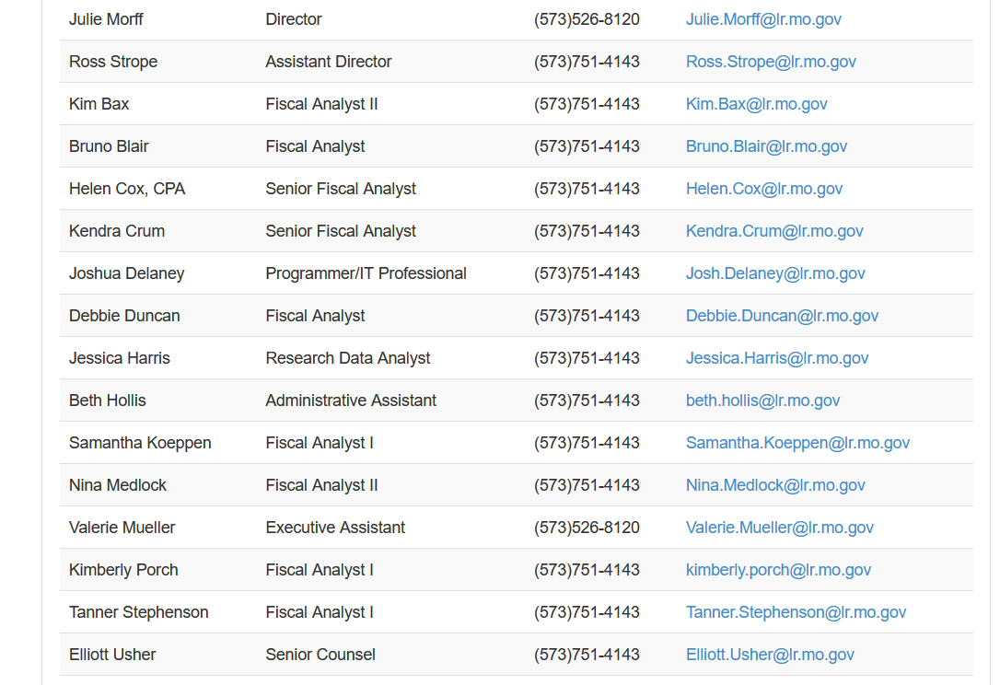 Julie Morff Director (573)526-8120 Julie.Morff@lr.mo.gov
Ross Strope Assistant Director (573)751-4143 Ross.Strope@lr.mo.gov
Kim Bax Fiscal Analyst II (573)751-4143 Kim.Bax@lr.mo.gov
Bruno Blair Fiscal Analyst (573)751-4143 Bruno.Blair@lr.mo.gov
Helen Cox, CPA Senior Fiscal Analyst (573)751-4143 Helen.Cox@lr.mo.gov
Kendra Crum Senior Fiscal Analyst (573)751-4143 Kendra.Crum@lr.mo.gov
Joshua Delaney Programmer/IT Professional (573)751-4143 Josh.Delaney@lr.mo.gov
Debbie Duncan Fiscal Analyst (573)751-4143 Debbie.Duncan@lr.mo.gov
Jessica Harris Research Data Analyst (573)751-4143 Jessica.Harris@lr.mo.gov
Beth Hollis Administrative Assistant (573)751-4143 beth.hollis@lr.mo.gov
Samantha Koeppen Fiscal Analyst I (573)751-4143 Samantha.Koeppen@lr.mo.gov
Nina Medlock Fiscal Analyst II (573)751-4143 Nina.Medlock@lr.mo.gov
Valerie Mueller Executive Assistant (573)526-8120 Valerie.Mueller@lr.mo.gov
Kimberly Porch Fiscal Analyst I (573)751-4143 kimberly.porch@lr.mo.gov
Tanner Stephenson Fiscal Analyst I (573)751-4143 Tanner.Stephenson@lr.mo.gov
Elliott Usher Senior Counsel (573)751-4143 Elliott.Usher@lr.mo.gov